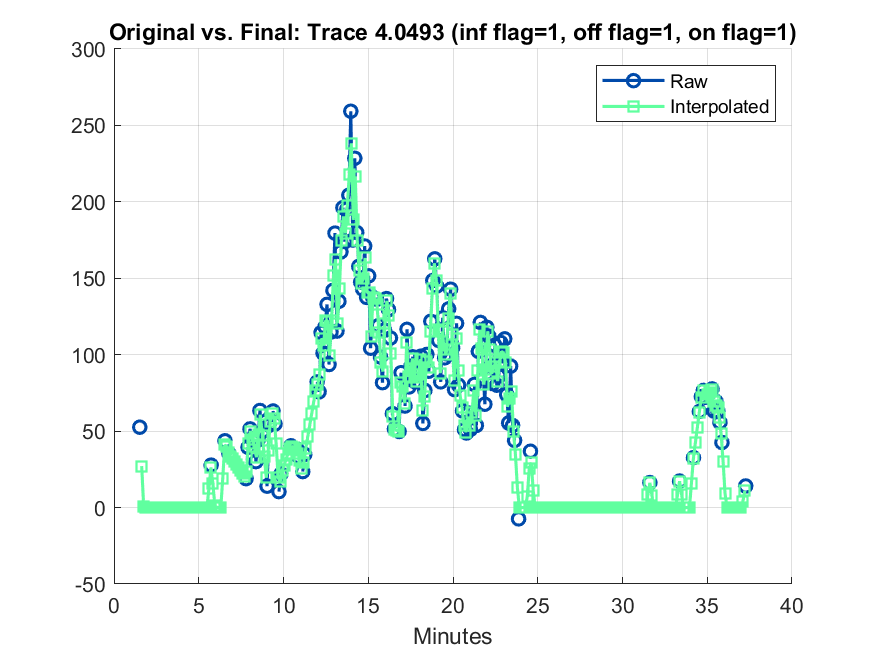 Original vs. Final: Trace 4.0493 (inf flag=1, off flag=1, on flag=1)
300
250
200
150
100
50
0
-50
Raw
Interpolated
0 5 10 15 20 25 30 35 40
Minutes